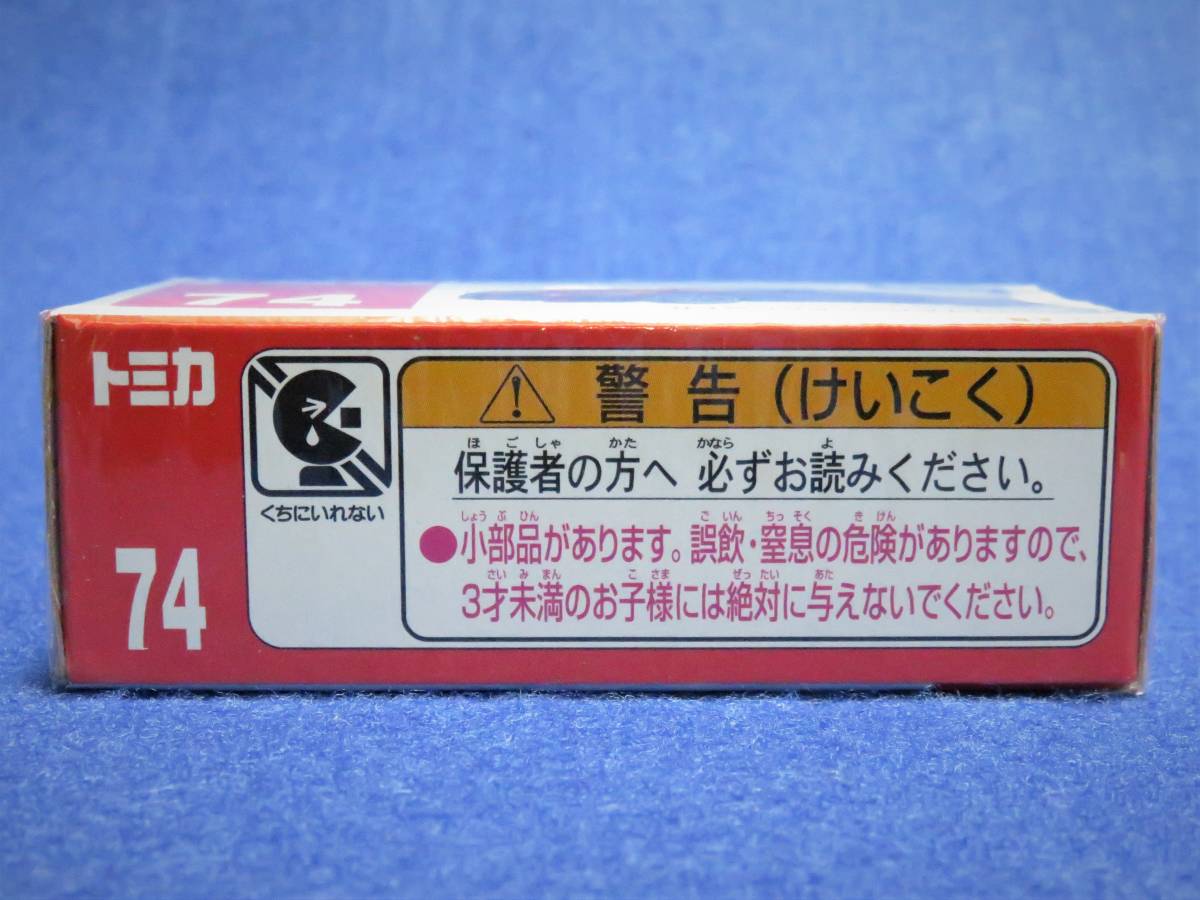 74
トミカ
74
くちにいれない
警告(けいこく)
ほごしゃ かた かなら よ
保護者の方へ 必ずお読みください。
しょうぶひん ごいん ちっそく きけん
●小部品があります。誤飲・窒息の危険がありますので、
さいみまん こさま ぜったい あた
3才未満のお子様には絶対に与えないでください。